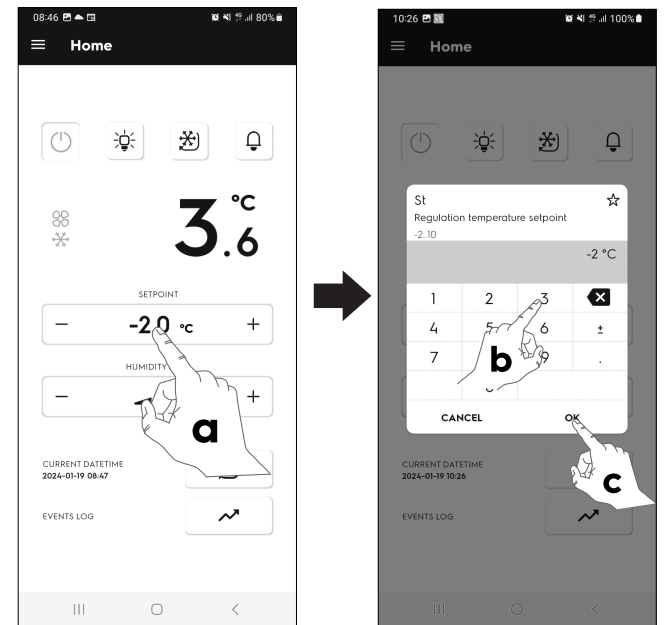 08:46 4G 80%
Home
°C
3.6
SETPOINT
-2.0 °C
− +
HUMIDITY
− +
a
CURRENT DATETIME
2024-01-19 08:47
EVENTS LOG
10:26 4G 100%
Home
St
Regulation temperature setpoint
-2..10
-2 °C
1 2 3
4 5 6 ±
7 9 .
b
CANCEL OK
c
CURRENT DATETIME
2024-01-19 10:26
EVENTS LOG